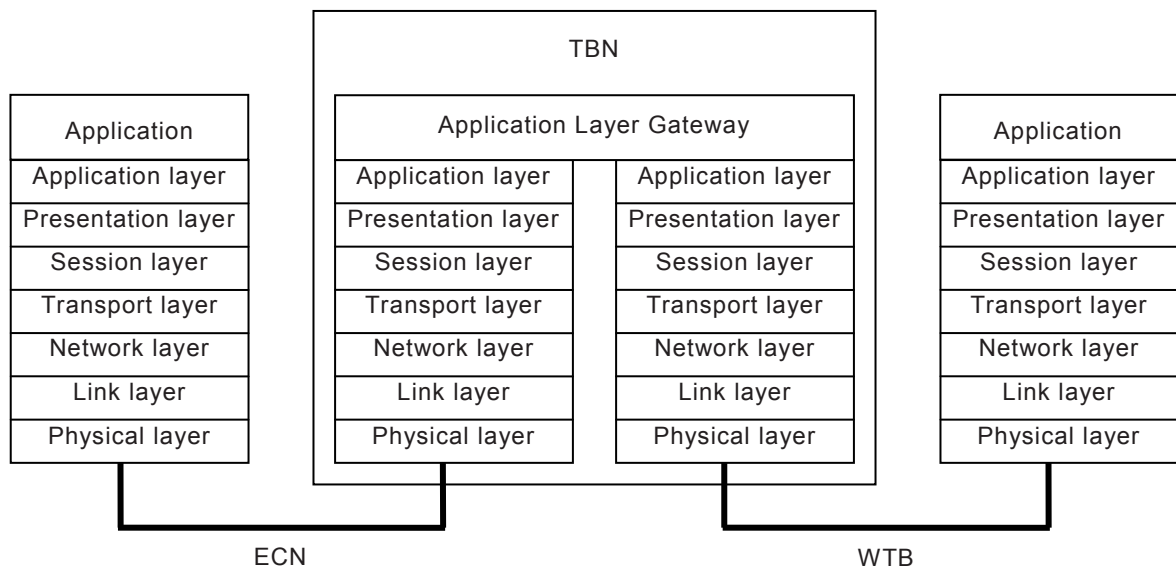 TBN
Application
Application Layer Gateway
Application
Application layer
Application layer
Application layer
Application layer
Presentation layer
Presentation layer
Presentation layer
Presentation layer
Session layer
Session layer
Session layer
Session layer
Transport layer
Transport layer
Transport layer
Transport layer
Network layer
Network layer
Network layer
Network layer
Link layer
Link layer
Link layer
Link layer
Physical layer
Physical layer
Physical layer
Physical layer
ECN
WTB